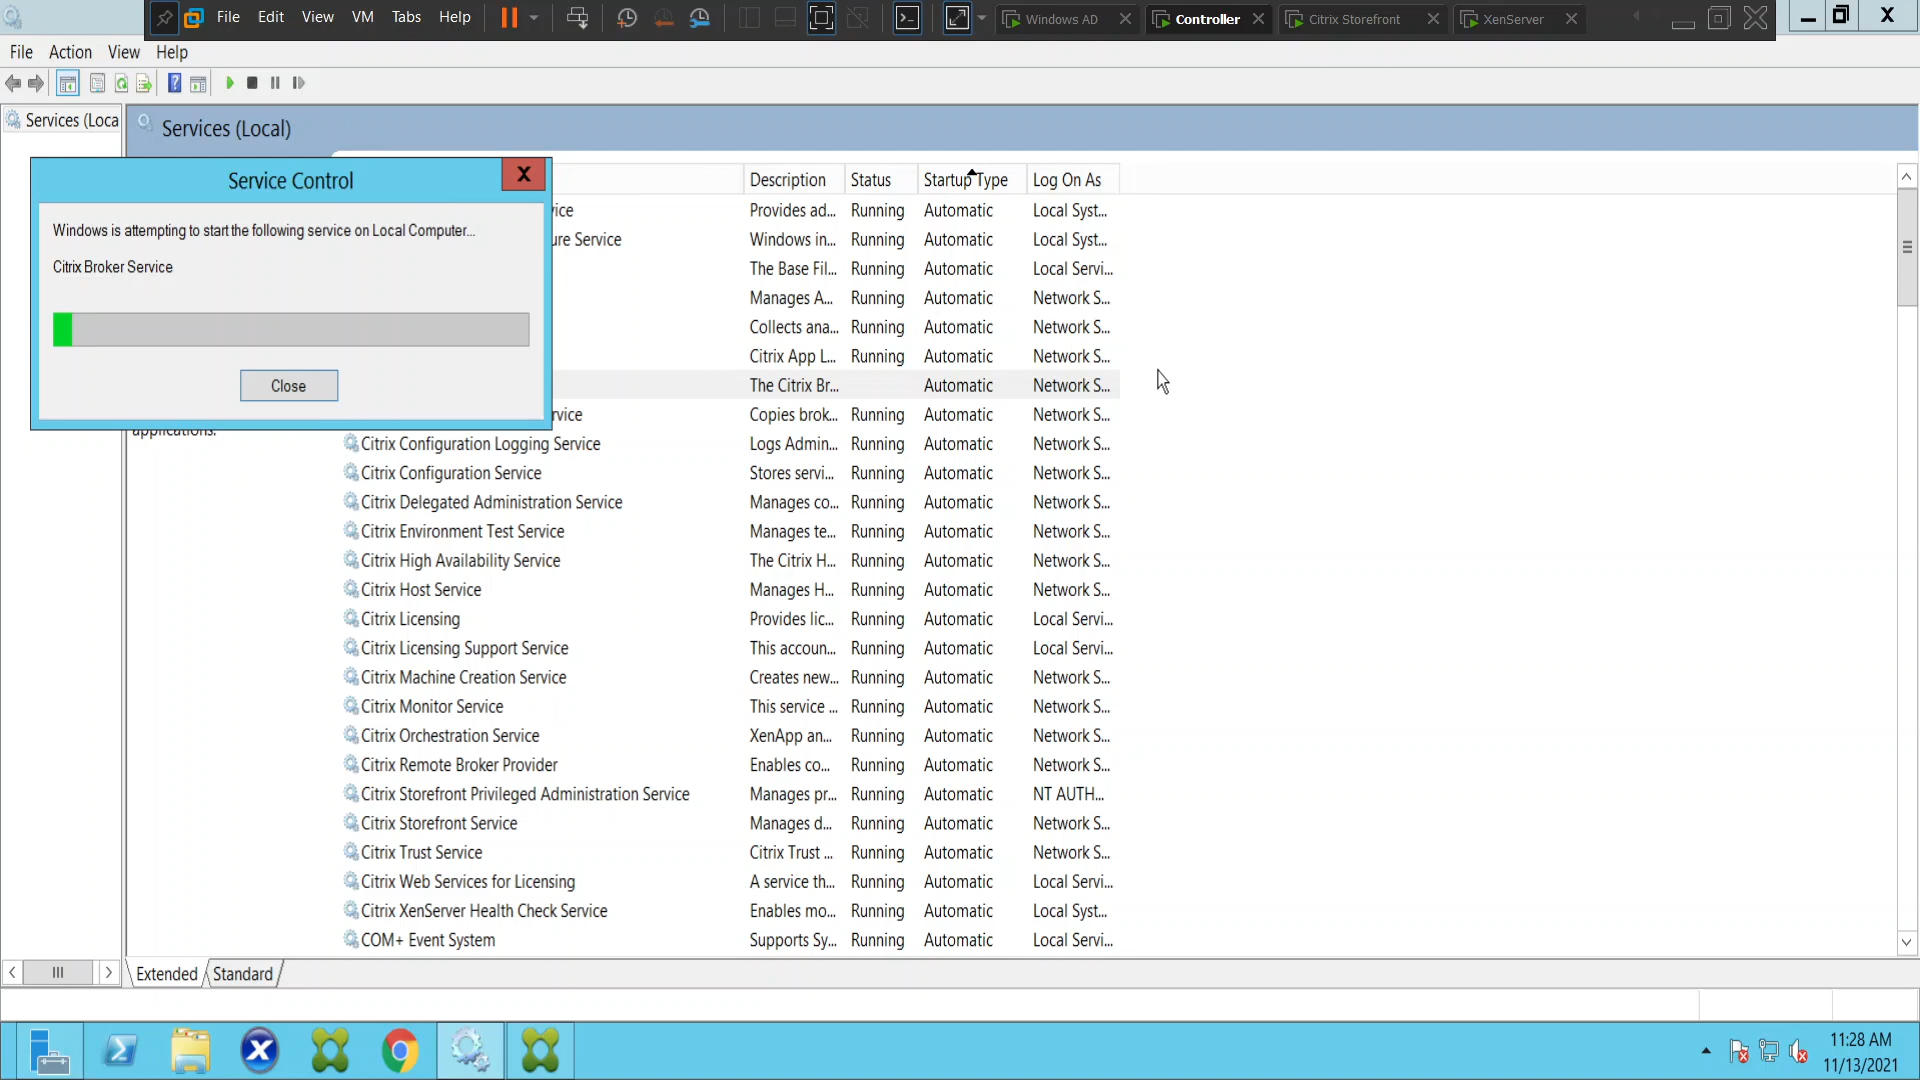 File Edit View VM Tabs Help Windows AD Controller Citrix Storefront XenServer X
File Action View Help
Services (Loca
Services (Local)
Service Control X
Windows is attempting to start the following service on Local Computer...
Citrix Broker Service
Close
applications.
Description Status Startup Type Log On As
ice Provides ad... Running Automatic Local Syst...
ure Service Windows in... Running Automatic Local Syst...
The Base Fil... Running Automatic Local Servi...
Manages A... Running Automatic Network S...
Collects ana... Running Automatic Network S...
Citrix App L... Running Automatic Network S...
The Citrix Br... Automatic Network S...
rvice Copies brok... Running Automatic Network S...
Citrix Configuration Logging Service Logs Admin... Running Automatic Network S...
Citrix Configuration Service Stores servi... Running Automatic Network S...
Citrix Delegated Administration Service Manages co... Running Automatic Network S...
Citrix Environment Test Service Manages te... Running Automatic Network S...
Citrix High Availability Service The Citrix H... Running Automatic Network S...
Citrix Host Service Manages H... Running Automatic Network S...
Citrix Licensing Provides lic... Running Automatic Local Servi...
Citrix Licensing Support Service This accoun... Running Automatic Local Servi...
Citrix Machine Creation Service Creates new... Running Automatic Network S...
Citrix Monitor Service This service ... Running Automatic Network S...
Citrix Orchestration Service XenApp an... Running Automatic Network S...
Citrix Remote Broker Provider Enables co... Running Automatic Network S...
Citrix Storefront Privileged Administration Service Manages pr... Running Automatic NT AUTH...
Citrix Storefront Service Manages d... Running Automatic Network S...
Citrix Trust Service Citrix Trust ... Running Automatic Network S...
Citrix Web Services for Licensing A service th... Running Automatic Local Servi...
Citrix XenServer Health Check Service Enables mo... Running Automatic Local Syst...
COM+ Event System Supports Sy... Running Automatic Local Servi...
Extended Standard
11:28 AM
11/13/2021